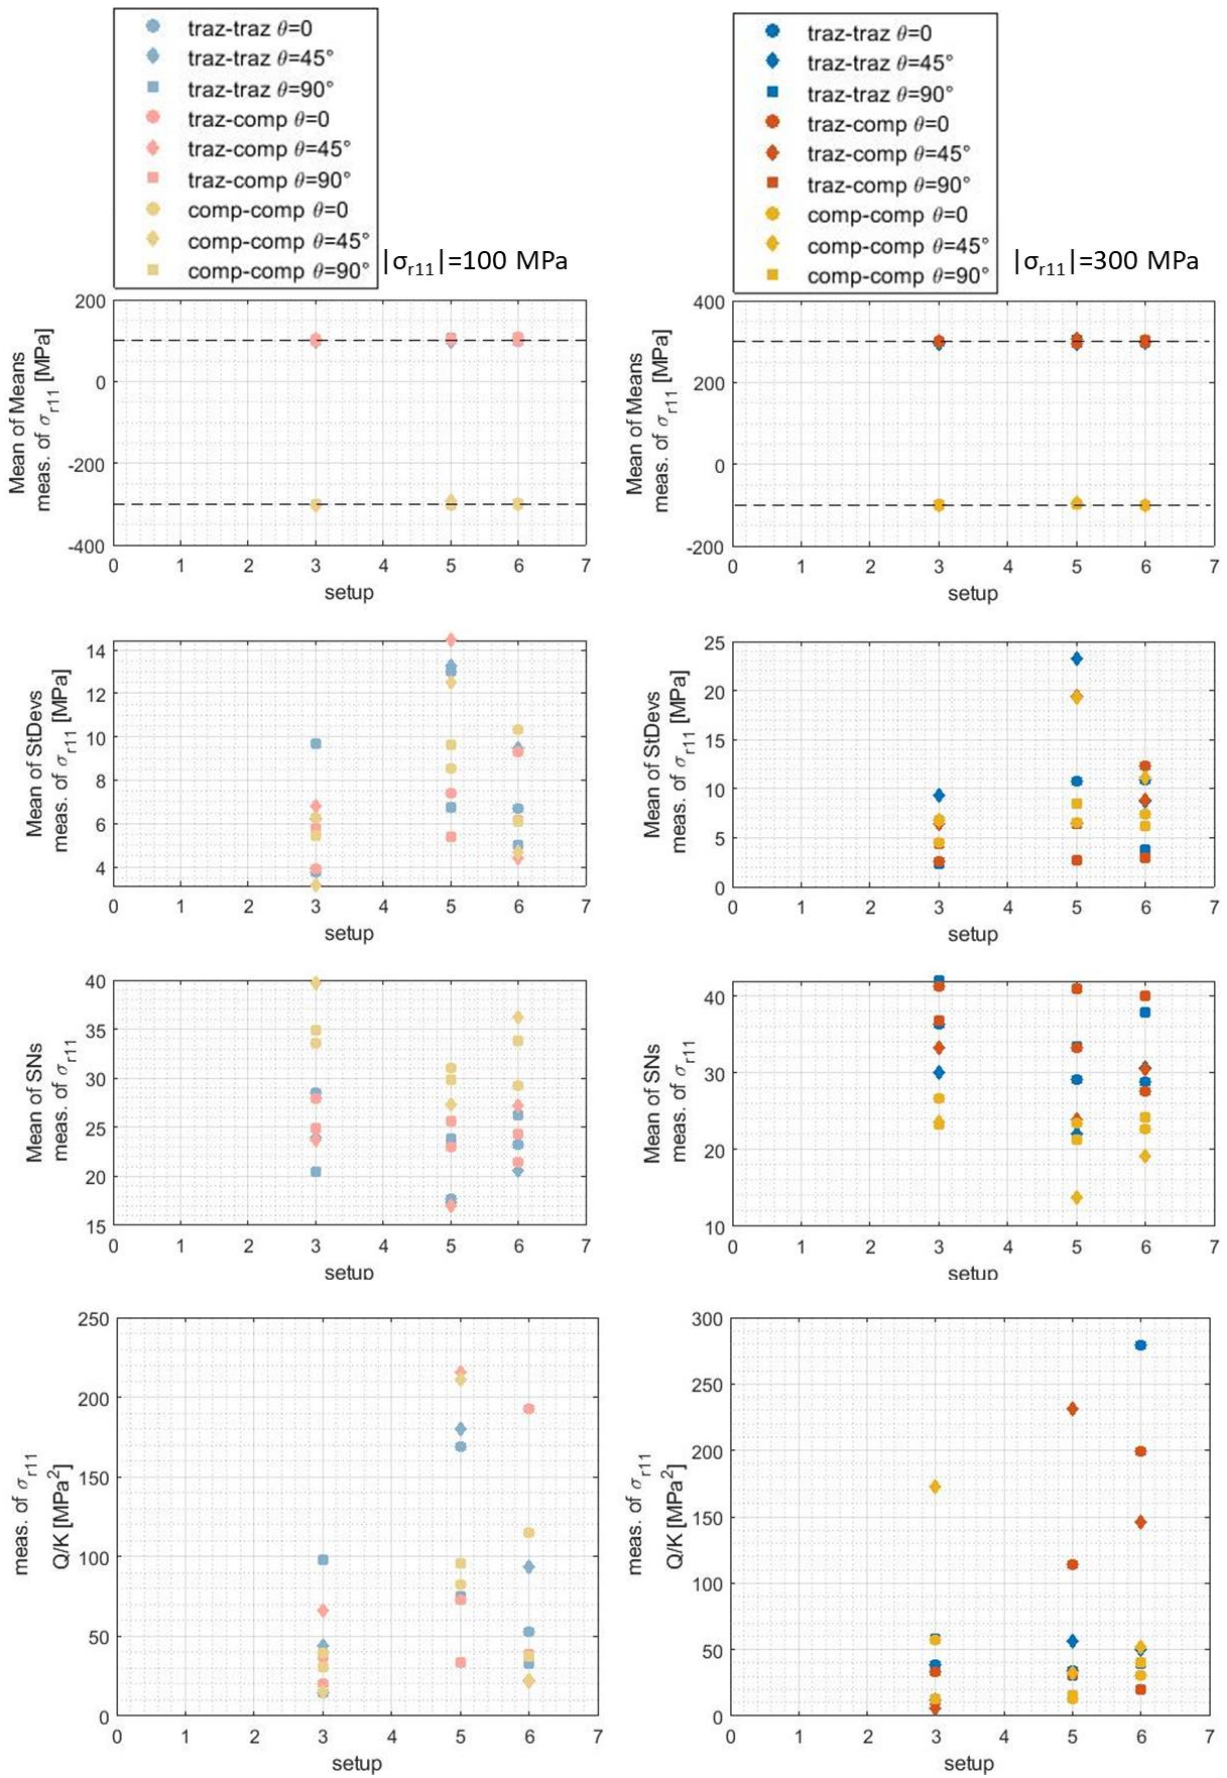 traz-traz θ=0
traz-traz θ=45°
traz-traz θ=90°
traz-comp θ=0
traz-comp θ=45°
traz-comp θ=90°
comp-comp θ=0
comp-comp θ=45°
comp-comp θ=90°
|σr11|=100 MPa
traz-traz θ=0
traz-traz θ=45°
traz-traz θ=90°
traz-comp θ=0
traz-comp θ=45°
traz-comp θ=90°
comp-comp θ=0
comp-comp θ=45°
comp-comp θ=90°
|σr11|=300 MPa
Mean of Means
meas. of σr11 [MPa]
200
0
-200
-400
0 1 2 3 4 5 6 7
setup
Mean of Means
meas. of σr11 [MPa]
400
200
0
-200
0 1 2 3 4 5 6 7
setup
Mean of StDevs
meas. of σr11 [MPa]
14
12
10
8
6
4
0 1 2 3 4 5 6 7
setup
Mean of StDevs
meas. of σr11 [MPa]
25
20
15
10
5
0
0 1 2 3 4 5 6 7
setup
Mean of SNs
meas. of σr11
40
35
30
25
20
15
0 1 2 3 4 5 6 7
setup
Mean of SNs
meas. of σr11
40
30
20
10
0 1 2 3 4 5 6 7
setup
meas. of σr11
Q/K [MPa²]
250
200
150
100
50
0
0 1 2 3 4 5 6 7
setup
meas. of σr11
Q/K [MPa²]
300
250
200
150
100
50
0
0 1 2 3 4 5 6 7
setup